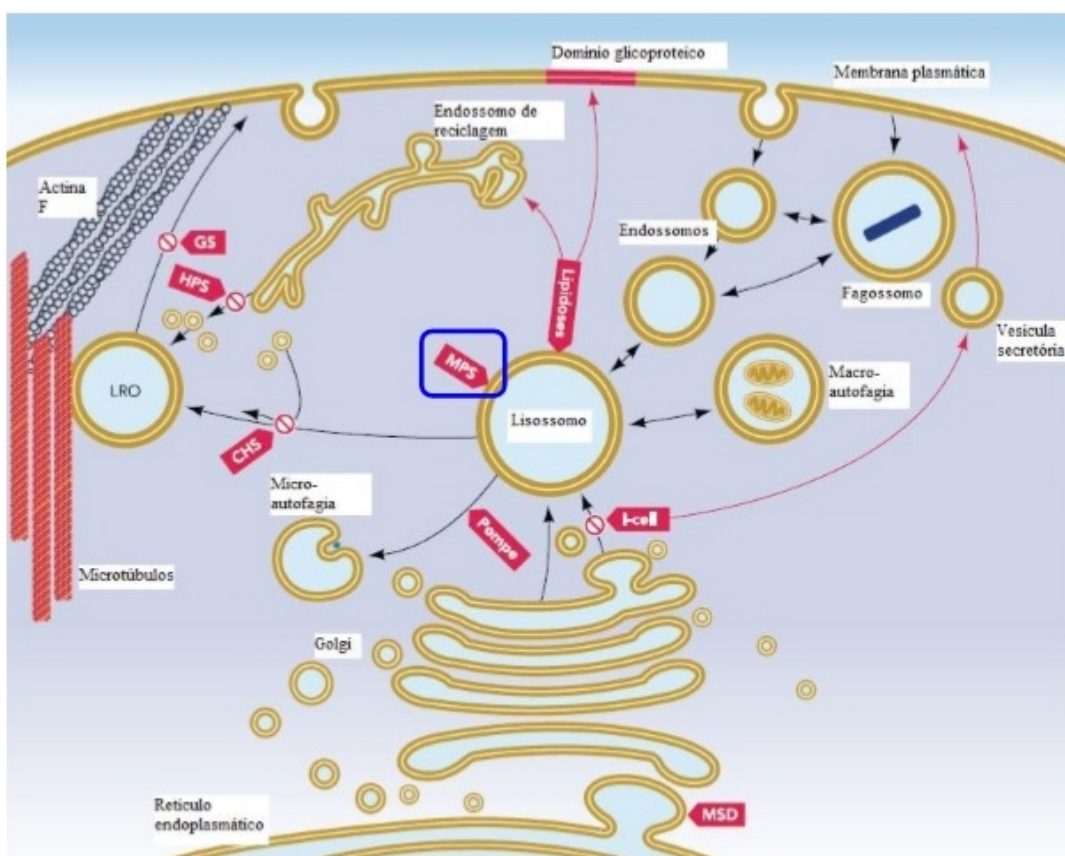 Domínio glicoproteico
Membrana plasmática
Endossomo de
reciclagem
Actina
F
GS
HPS
Endossomos
Lipidoses
Fagossomo
Vesícula
secretória
MPS
LRO
Lisossomo
Macro-
autofagia
CHS
Micro-
autofagia
Pompe
I-cell
Microtúbulos
Golgi
Retículo
endoplasmático
MSD